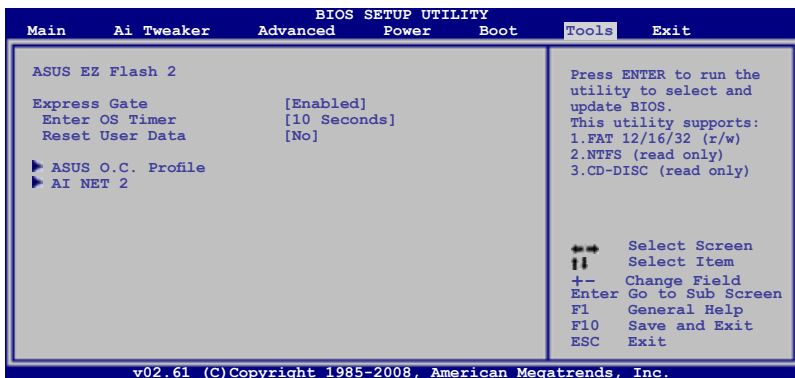 BIOS SETUP UTILITY
Main Ai Tweaker Advanced Power Boot Tools Exit
ASUS EZ Flash 2
Express Gate [Enabled]
Enter OS Timer [10 Seconds]
Reset User Data [No]
ASUS O.C. Profile
AI NET 2
Press ENTER to run the
utility to select and
update BIOS.
This utility supports:
1.FAT 12/16/32 (r/w)
2.NTFS (read only)
3.CD-DISC (read only)
Select Screen
Select Item
+- Change Field
Enter Go to Sub Screen
F1 General Help
F10 Save and Exit
ESC Exit
v02.61 (C)Copyright 1985-2008, American Megatrends, Inc.